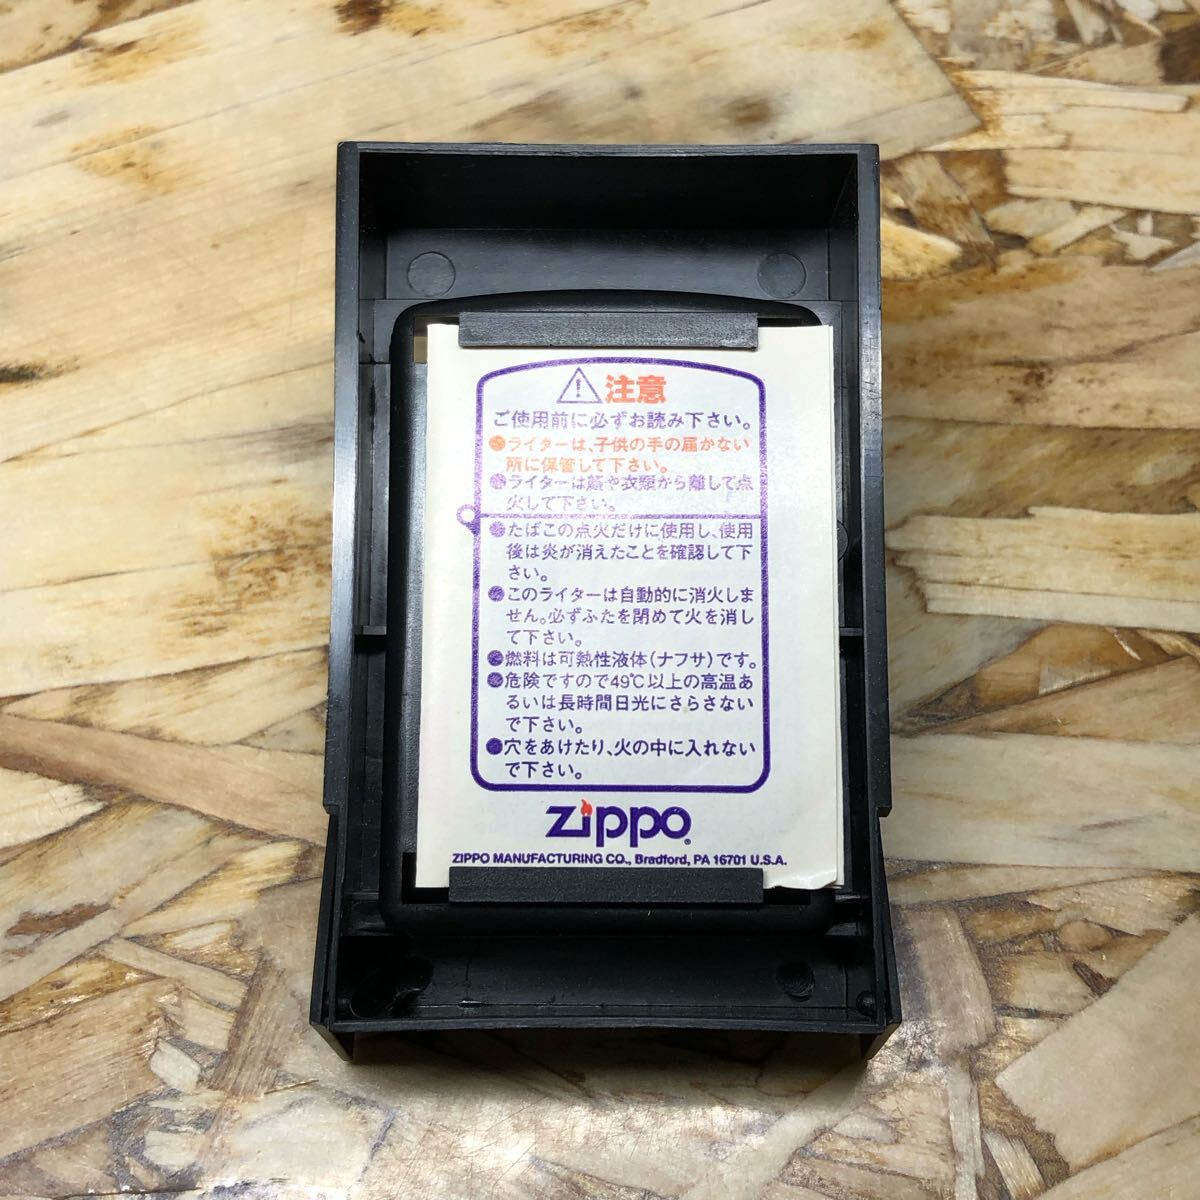 注意
ご使用前に必ずお読み下さい。
●ライターは、子供の手の届かない
所に保管して下さい。
●ライターは顔や衣類から離して点
火して下さい。
●たばこの点火だけに使用し、使用
後は炎が消えたことを確認して下
さい。
●このライターは自動的に消火しま
せん。必ずふたを閉めて火を消し
て下さい。
●燃料は可熱性液体(ナフサ)です。
●危険ですので49℃以上の高温あ
るいは長時間日光にさらさない
で下さい。
●穴をあけたり、火の中に入れない
で下さい。
zippo®
ZIPPO MANUFACTURING CO., Bradford, PA 16701 U.S.A.